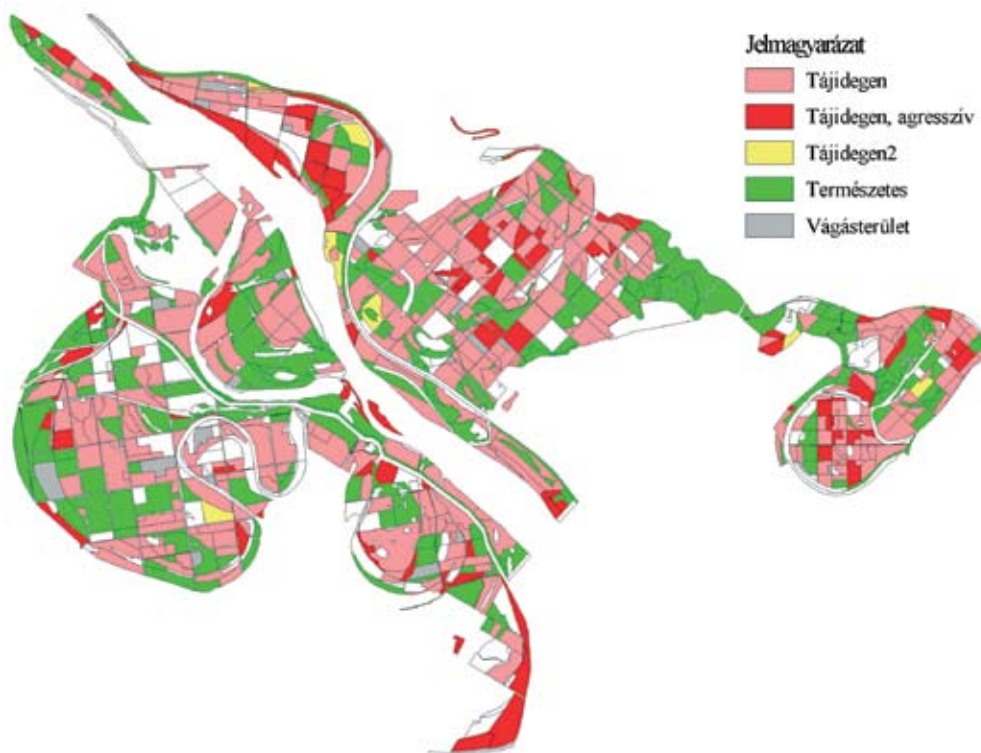 Jelmagyarázat
Tájidegen
Tájidegen, agresszív
Tájidegen2
Természetes
Vágásterület